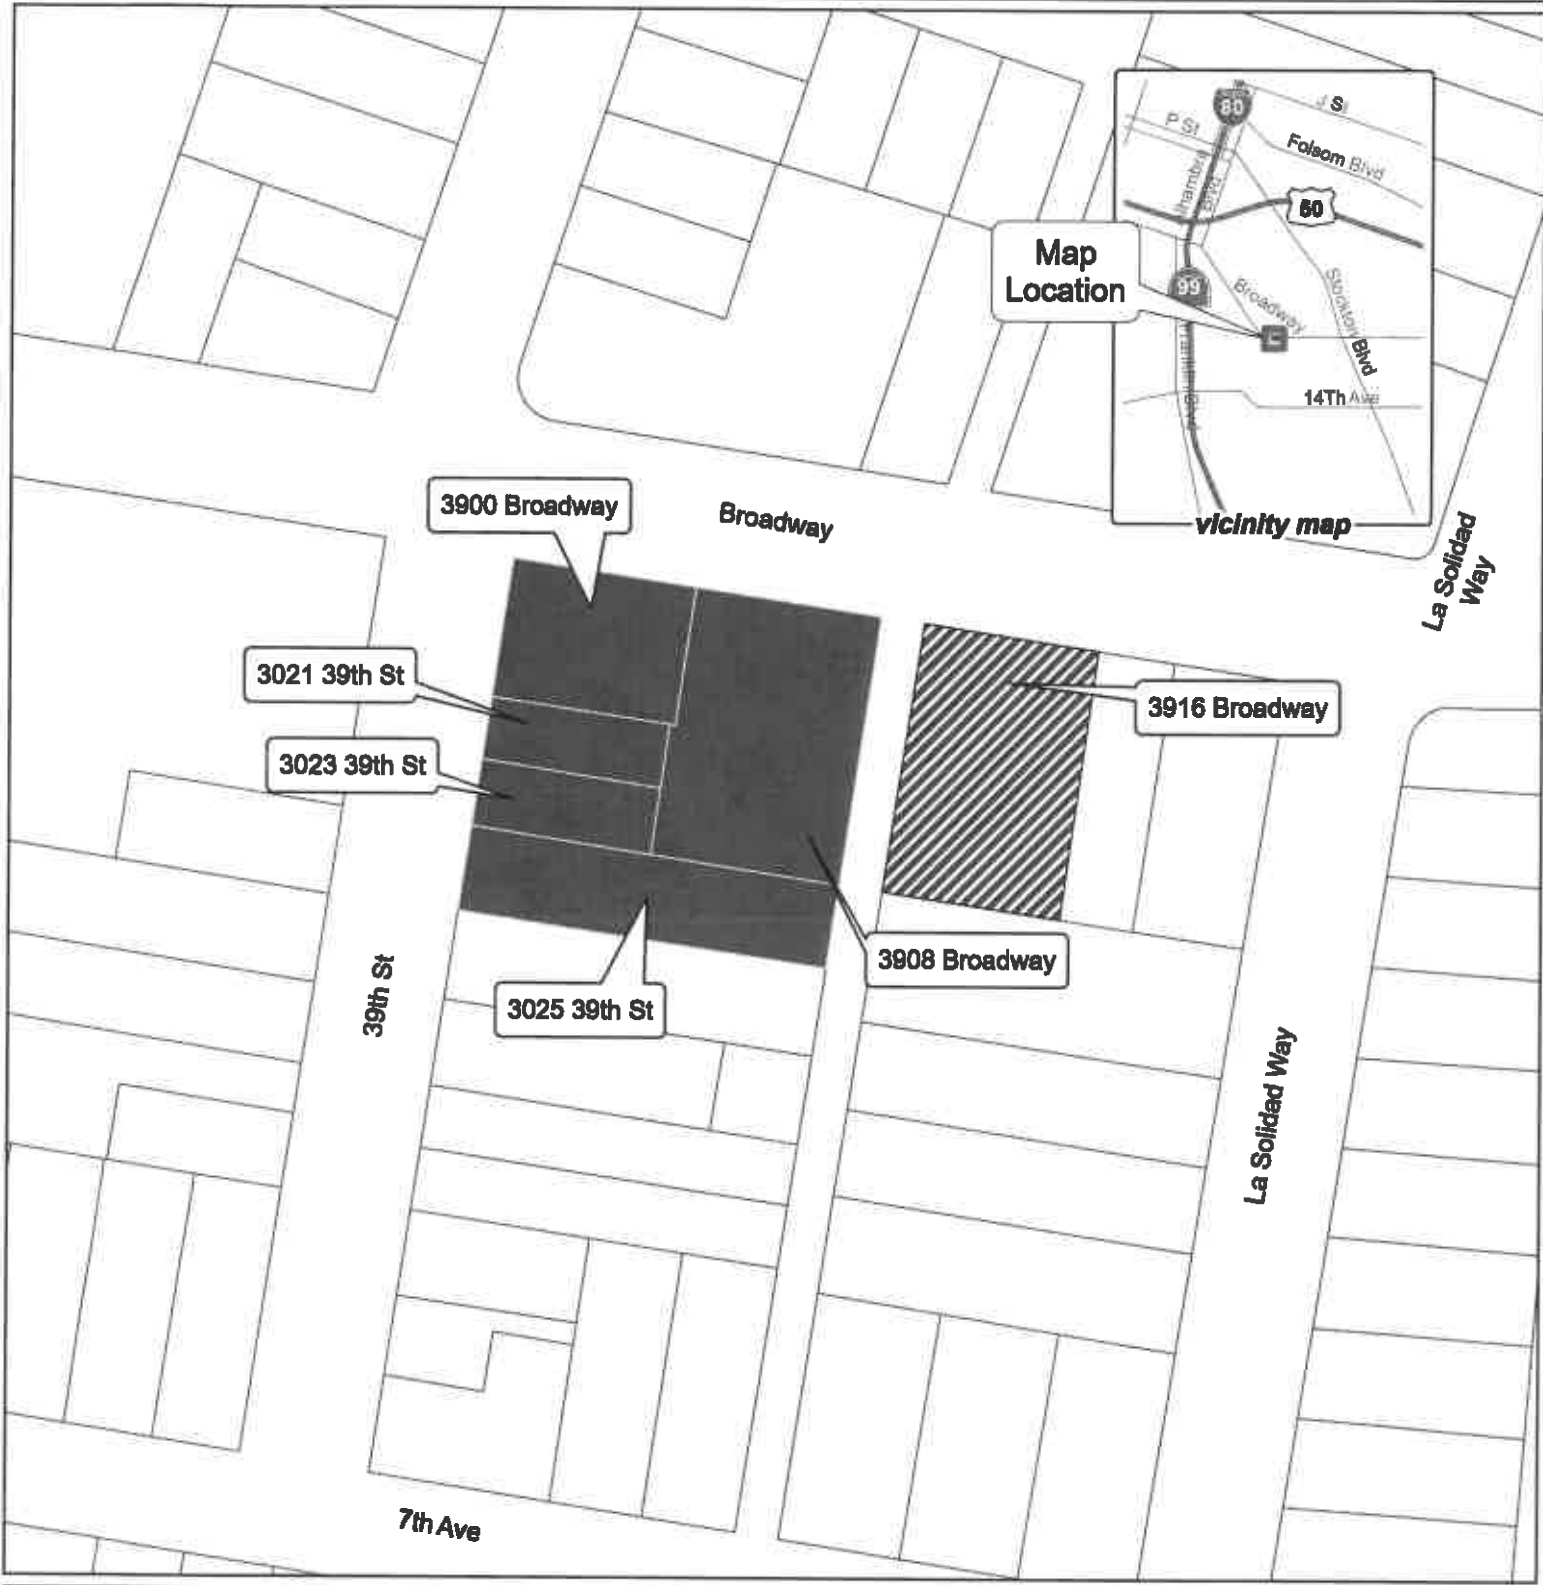 80
J St
P St
Folsom Blvd
lhambra
Blvd
50
Map
Location
99
Broadway
Stockton Blvd
14Th Ave
vicinity map
3900 Broadway
Broadway
La Solidad
Way
3021 39th St
3916 Broadway
3023 39th St
3908 Broadway
3025 39th St
39th St
La Solidad Way
7th Ave